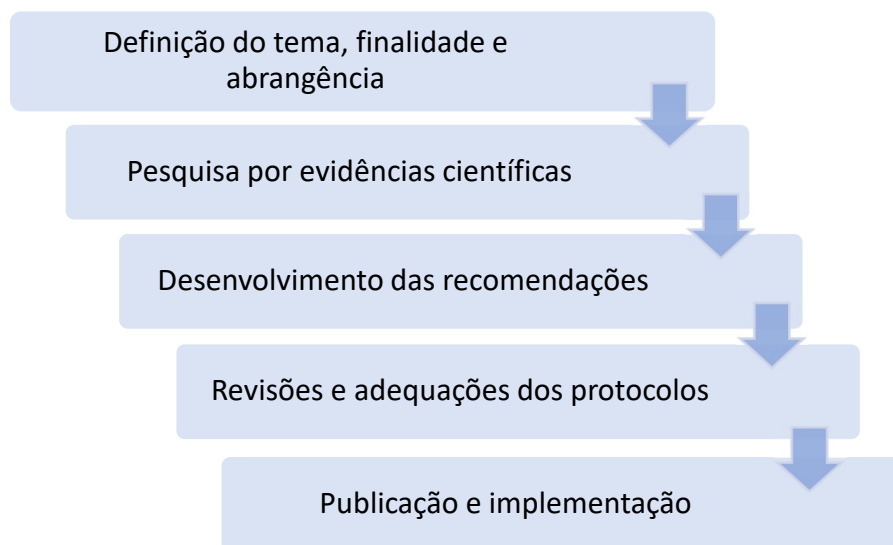 Definição do tema, finalidade e
abrangência
Pesquisa por evidências científicas
Desenvolvimento das recomendações
Revisões e adequações dos protocolos
Publicação e implementação